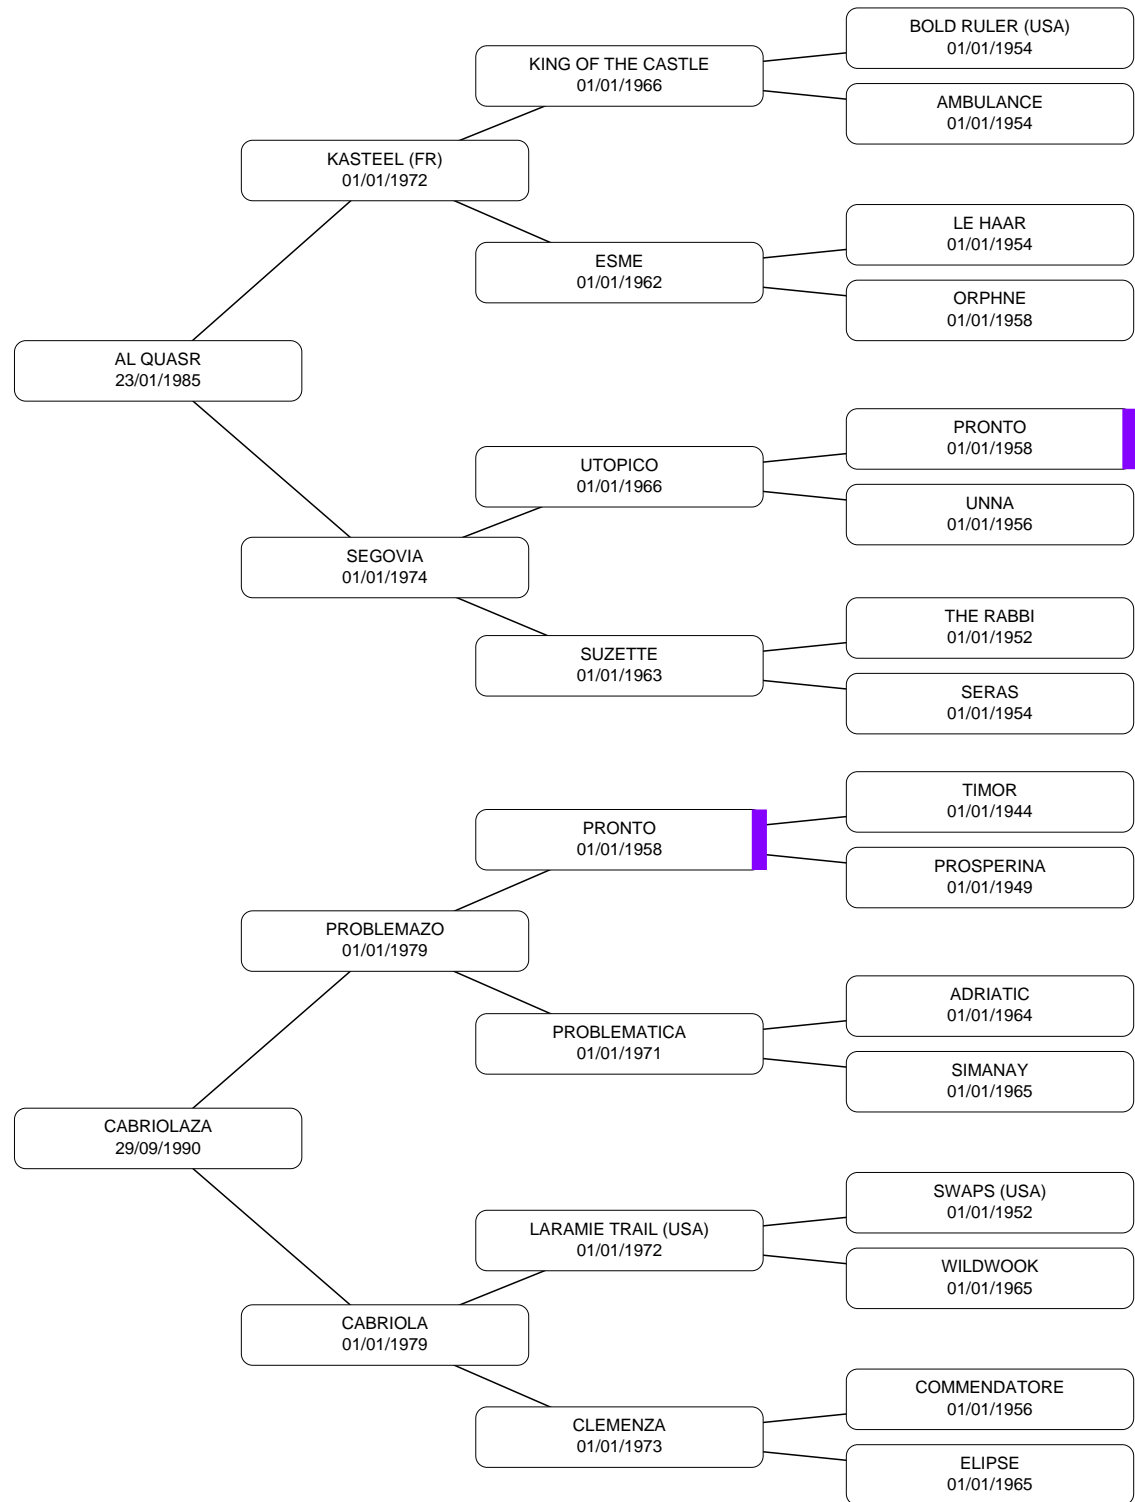 BOLD RULER (USA)
01/01/1954
KING OF THE CASTLE
01/01/1966
AMBULANCE
01/01/1954
KASTEEL (FR)
01/01/1972
LE HAAR
01/01/1954
ESME
01/01/1962
ORPHNE
01/01/1958
AL QUASR
23/01/1985
PRONTO
01/01/1958
UTOPICO
01/01/1966
UNNA
01/01/1956
SEGOVIA
01/01/1974
THE RABBI
01/01/1952
SUZETTE
01/01/1963
SERAS
01/01/1954
TIMOR
01/01/1944
PRONTO
01/01/1958
PROSPERINA
01/01/1949
PROBLEMAZO
01/01/1979
ADRIATIC
01/01/1964
PROBLEMATICA
01/01/1971
SIMANAY
01/01/1965
CABRIOLAZA
29/09/1990
SWAPS (USA)
01/01/1952
LARAMIE TRAIL (USA)
01/01/1972
WILDWOOK
01/01/1965
CABRIOLA
01/01/1979
COMMENDATORE
01/01/1956
CLEMENZA
01/01/1973
ELIPSE
01/01/1965